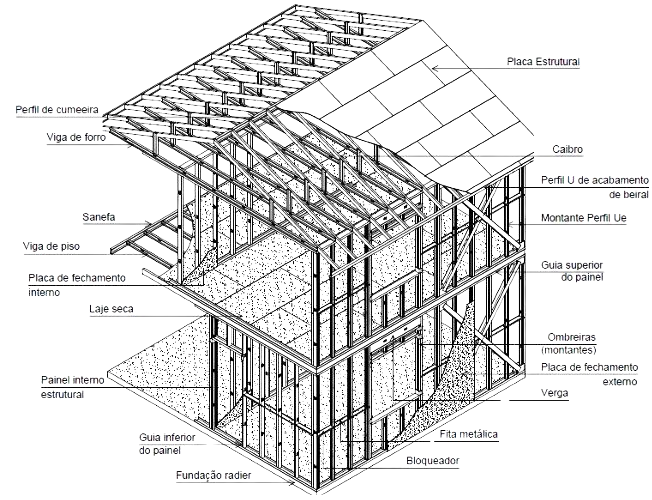 Placa Estrutural
Perfil de cumeeira
Viga de forro
Caibro
Perfil U de acabamento
de beiral
Sanefa
Montante Perfil Ue
Viga de piso
Placa de fechamento
interno
Guia superior
do painel
Laje seca
Ombreiras
(montantes)
Placa de fechamento
externo
Painel interno
estrutural
Verga
Guia inferior
do painel
Fita metálica
Bloqueador
Fundação radier